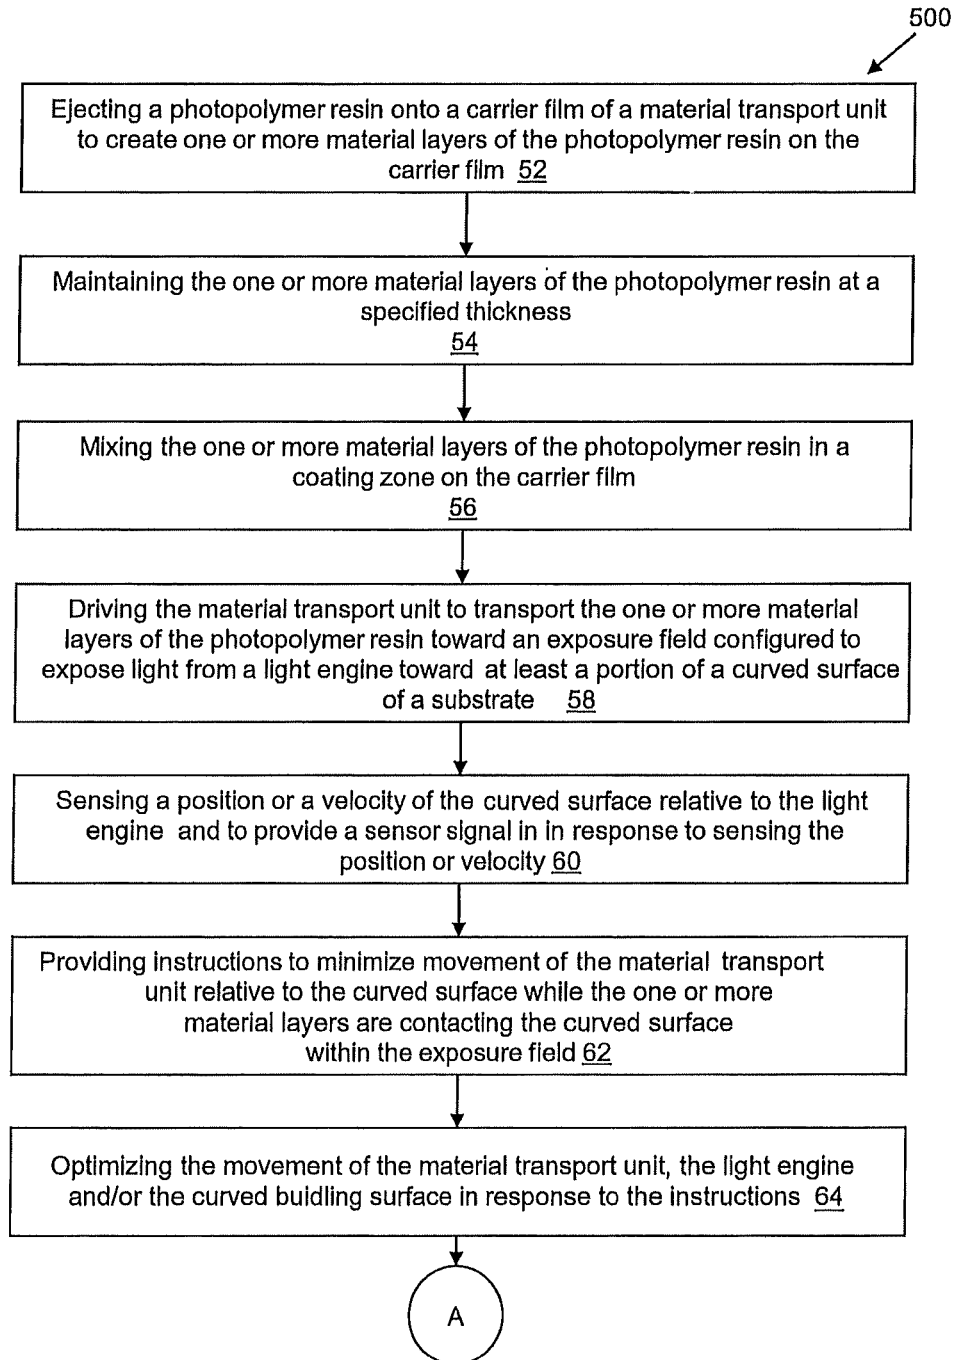 500
Ejecting a photopolymer resin onto a carrier film of a material transport unit
to create one or more material layers of the photopolymer resin on the
carrier film 52
Maintaining the one or more material layers of the photopolymer resin at a
specified thickness
54
Mixing the one or more material layers of the photopolymer resin in a
coating zone on the carrier film
56
Driving the material transport unit to transport the one or more material
layers of the photopolymer resin toward an exposure field configured to
expose light from a light engine toward at least a portion of a curved surface
of a substrate 58
Sensing a position or a velocity of the curved surface relative to the light
engine and to provide a sensor signal in in response to sensing the
position or velocity 60
Providing instructions to minimize movement of the material transport
unit relative to the curved surface while the one or more
material layers are contacting the curved surface
within the exposure field 62
Optimizing the movement of the material transport unit, the light engine
and/or the curved buidling surface in response to the instructions 64
A